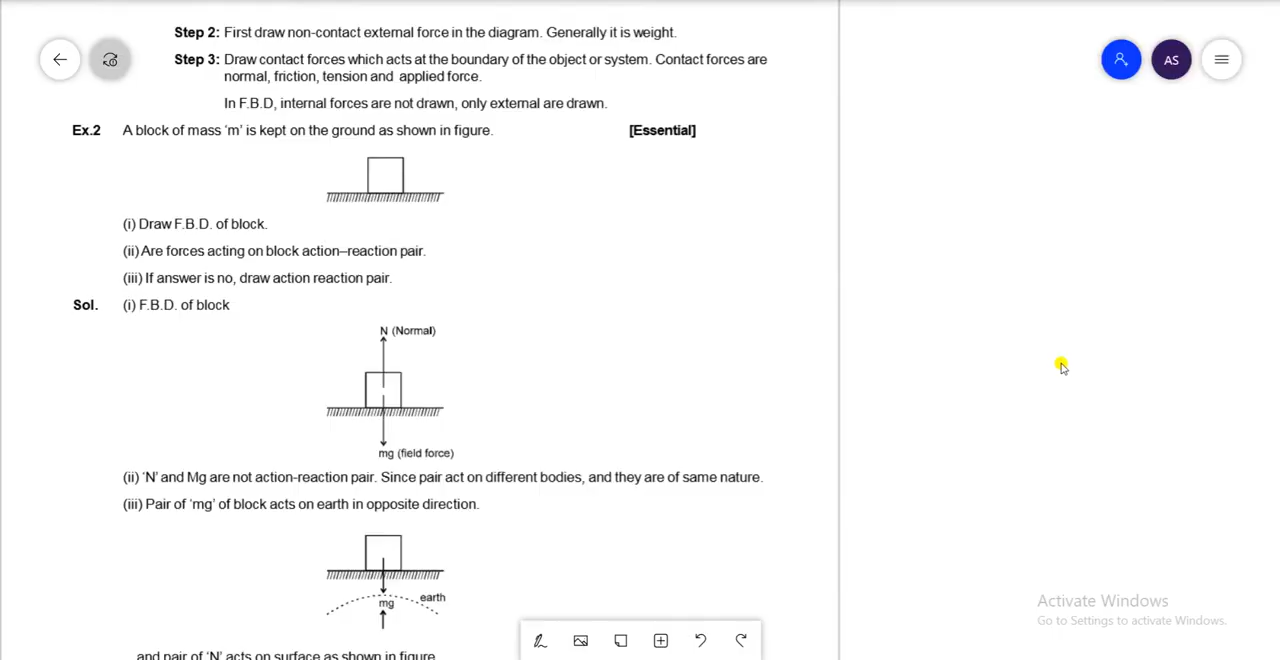 Step 2: First draw non-contact external force in the diagram. Generally it is weight.
Step 3: Draw contact forces which acts at the boundary of the object or system. Contact forces are
normal, friction, tension and applied force.
In F.B.D, internal forces are not drawn, only external are drawn.
Ex.2 A block of mass ‘m’ is kept on the ground as shown in figure. [Essential]
(i) Draw F.B.D. of block.
(ii) Are forces acting on block action–reaction pair.
(iii) If answer is no, draw action reaction pair.
Sol. (i) F.B.D. of block
N (Normal)
mg (field force)
(ii) ‘N’ and Mg are not action-reaction pair. Since pair act on different bodies, and they are of same nature.
(iii) Pair of ‘mg’ of block acts on earth in opposite direction.
earth
mg
and pair of ‘N’ acts on surface as shown in figure
AS
Activate Windows
Go to Settings to activate Windows.